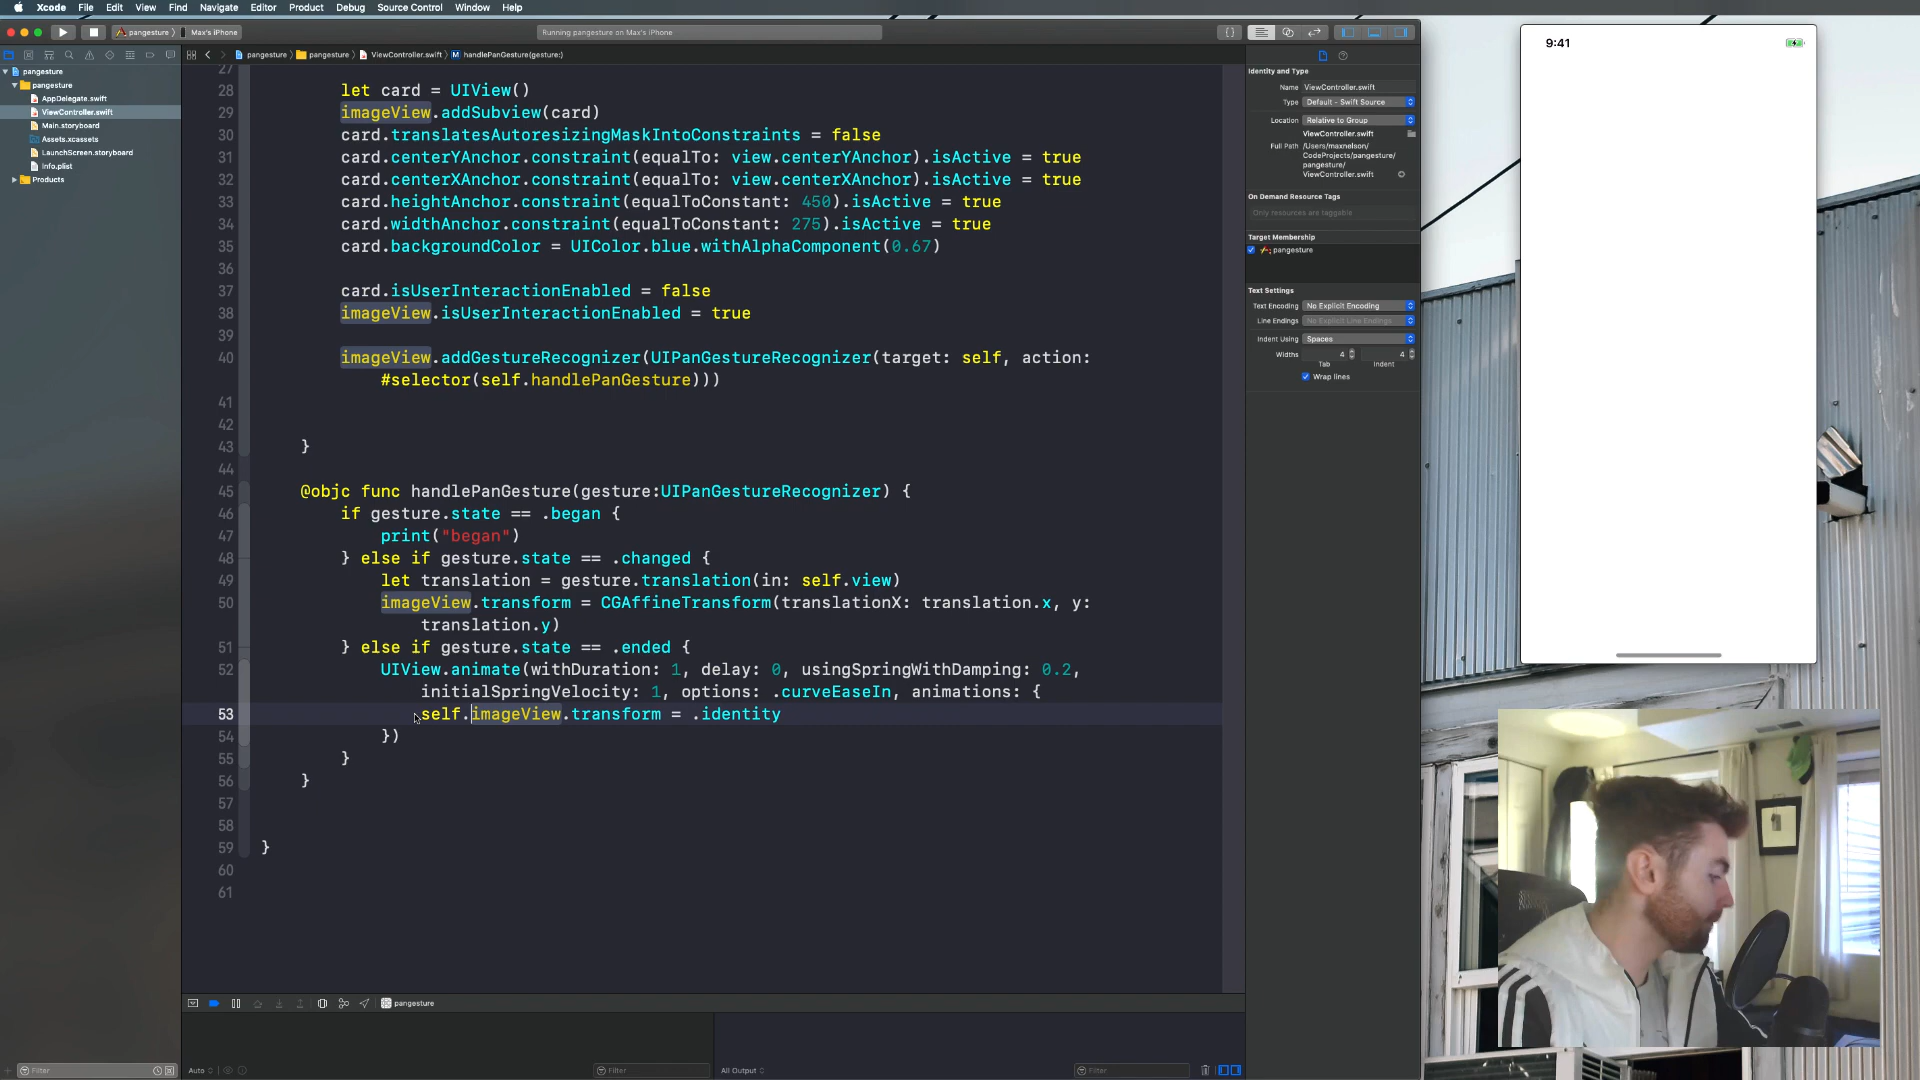 Xcode File Edit View Find Navigate Editor Product Debug Source Control Window Help
pangesture Max's iPhone
Running pangesture on Max's iPhone
pangesture pangesture ViewController.swift M handlePanGesture(gesture:)
pangesture
pangesture
AppDelegate.swift
ViewController.swift
Main.storyboard
Assets.xcassets
LaunchScreen.storyboard
Info.plist
Products
27
28 let card = UIView()
29 imageView.addSubview(card)
30 card.translatesAutoresizingMaskIntoConstraints = false
31 card.centerYAnchor.constraint(equalTo: view.centerYAnchor).isActive = true
32 card.centerXAnchor.constraint(equalTo: view.centerXAnchor).isActive = true
33 card.heightAnchor.constraint(equalToConstant: 450).isActive = true
34 card.widthAnchor.constraint(equalToConstant: 275).isActive = true
35 card.backgroundColor = UIColor.blue.withAlphaComponent(0.67)
36
37 card.isUserInteractionEnabled = false
38 imageView.isUserInteractionEnabled = true
39
40 imageView.addGestureRecognizer(UIPanGestureRecognizer(target: self, action:
#selector(self.handlePanGesture)))
41
42
43 }
44
45 @objc func handlePanGesture(gesture:UIPanGestureRecognizer) {
46 if gesture.state == .began {
47 print("began")
48 } else if gesture.state == .changed {
49 let translation = gesture.translation(in: self.view)
50 imageView.transform = CGAffineTransform(translationX: translation.x, y:
translation.y)
51 } else if gesture.state == .ended {
52 UIView.animate(withDuration: 1, delay: 0, usingSpringWithDamping: 0.2,
initialSpringVelocity: 1, options: .curveEaseIn, animations: {
53 self.imageView.transform = .identity
54 })
55 }
56 }
57
58
59 }
60
61
pangesture
Filter
Auto
Filter
All Output
Filter
Identity and Type
Name ViewController.swift
Type Default - Swift Source
Location Relative to Group
ViewController.swift
Full Path /Users/maxnelson/
CodeProjects/pangesture/
pangesture/
ViewController.swift
On Demand Resource Tags
Only resources are taggable
Target Membership
pangesture
Text Settings
Text Encoding No Explicit Encoding
Line Endings No Explicit Line Endings
Indent Using Spaces
Widths 4 4
Tab Indent
Wrap lines
9:41